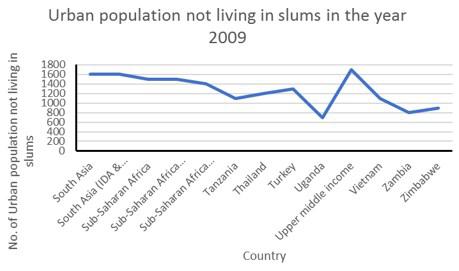 Urban population not living in slums in the year
2009
No. of Urban population not living in
slums
1800
1600
1400
1200
1000
800
600
400
200
0
South Asia
South Asia (IDA &...
Sub-Saharan Africa
Sub-Saharan Africa...
Sub-Saharan Africa...
Tanzania
Thailand
Turkey
Uganda
Upper middle income
Vietnam
Zambia
Zimbabwe
Country